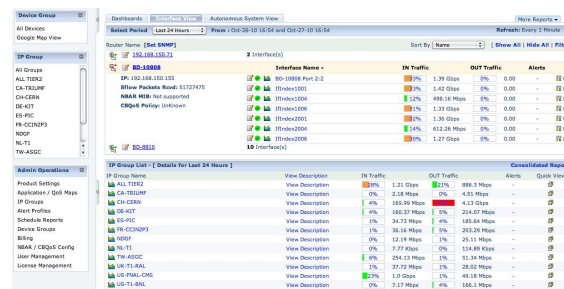 Device Group
All Devices
Google Map View
IP Group
All Groups
ALL TIER2
CA-TRIUMF
CH-CERN
DE-KIT
ES-PIC
FR-CCIN2P3
NDGF
NL-T1
TW-ASGC
Admin Operations
Product Settings
Application / QoS Maps
IP Groups
Alert Profiles
Schedule Reports
Device Groups
Billing
NBAR / CBQoS Config
User Management
License Management
Dashboards Interface View Autonomous System View More Reports
Select Period Last 24 Hours From : Oct-26-10 16:54 and Oct-27-10 16:54 Refresh: Every 1 Minute
Router Name [Set SNMP] Sort By Name [ Show All | Hide All | Filt
192.168.150.71 2 Interface(s)
BD-10808 Interface Name IN Traffic OUT Traffic Alerts
IP: 192.168.150.155 BD-10808 Port 2:2 33% 1.39 Gbps 0% 0.00 -
Sflow Packets Rcvd: 51727475 IfIndex1001 33% 1.42 Gbps 0% 0.00 -
NBAR MIB: Not supported IfIndex1004 12% 498.16 Mbps 0% 0.00 -
CBQoS Policy: UnKnown IfIndex1006 31% 1.33 Gbps 0% 0.00 -
IfIndex2001 32% 1.36 Gbps 0% 0.00 -
IfIndex2004 14% 612.26 Mbps 0% 0.00 -
IfIndex2006 30% 1.27 Gbps 0% 0.00 -
BD-8810 10 Interface(s)
IP Group List - [ Details for Last 24 Hours ] Consolidated Repo
IP Group Name View Description IN Traffic OUT Traffic Alerts Quick View
ALL TIER2 View Description 28% 1.21 Gbps 21% 886.3 Mbps -
CA-TRIUMF View Description 0% 2.18 Mbps 0% 4.51 Mbps -
CH-CERN View Description 4% 169.99 Mbps 4.13 Gbps -
DE-KIT View Description 4% 160.37 Mbps 5% 214.07 Mbps -
ES-PIC View Description 1% 34.73 Mbps 4% 185.64 Mbps -
FR-CCIN2P3 View Description 1% 36.16 Mbps 5% 203.29 Mbps -
NDGF View Description 0% 12.19 Mbps 1% 25.11 Mbps -
NL-T1 View Description 0% 7.77 Kbps 0% 114.89 Kbps -
TW-ASGC View Description 6% 254.13 Mbps 1% 51.34 Mbps -
UK-T1-RAL View Description 1% 37.72 Mbps 1% 28.02 Mbps -
US-FNAL-CMS View Description 23% 1.0 Gbps 1% 49.18 Mbps -
US-T1-BNL View Description 0% 7.17 Mbps 4% 166.1 Mbps -